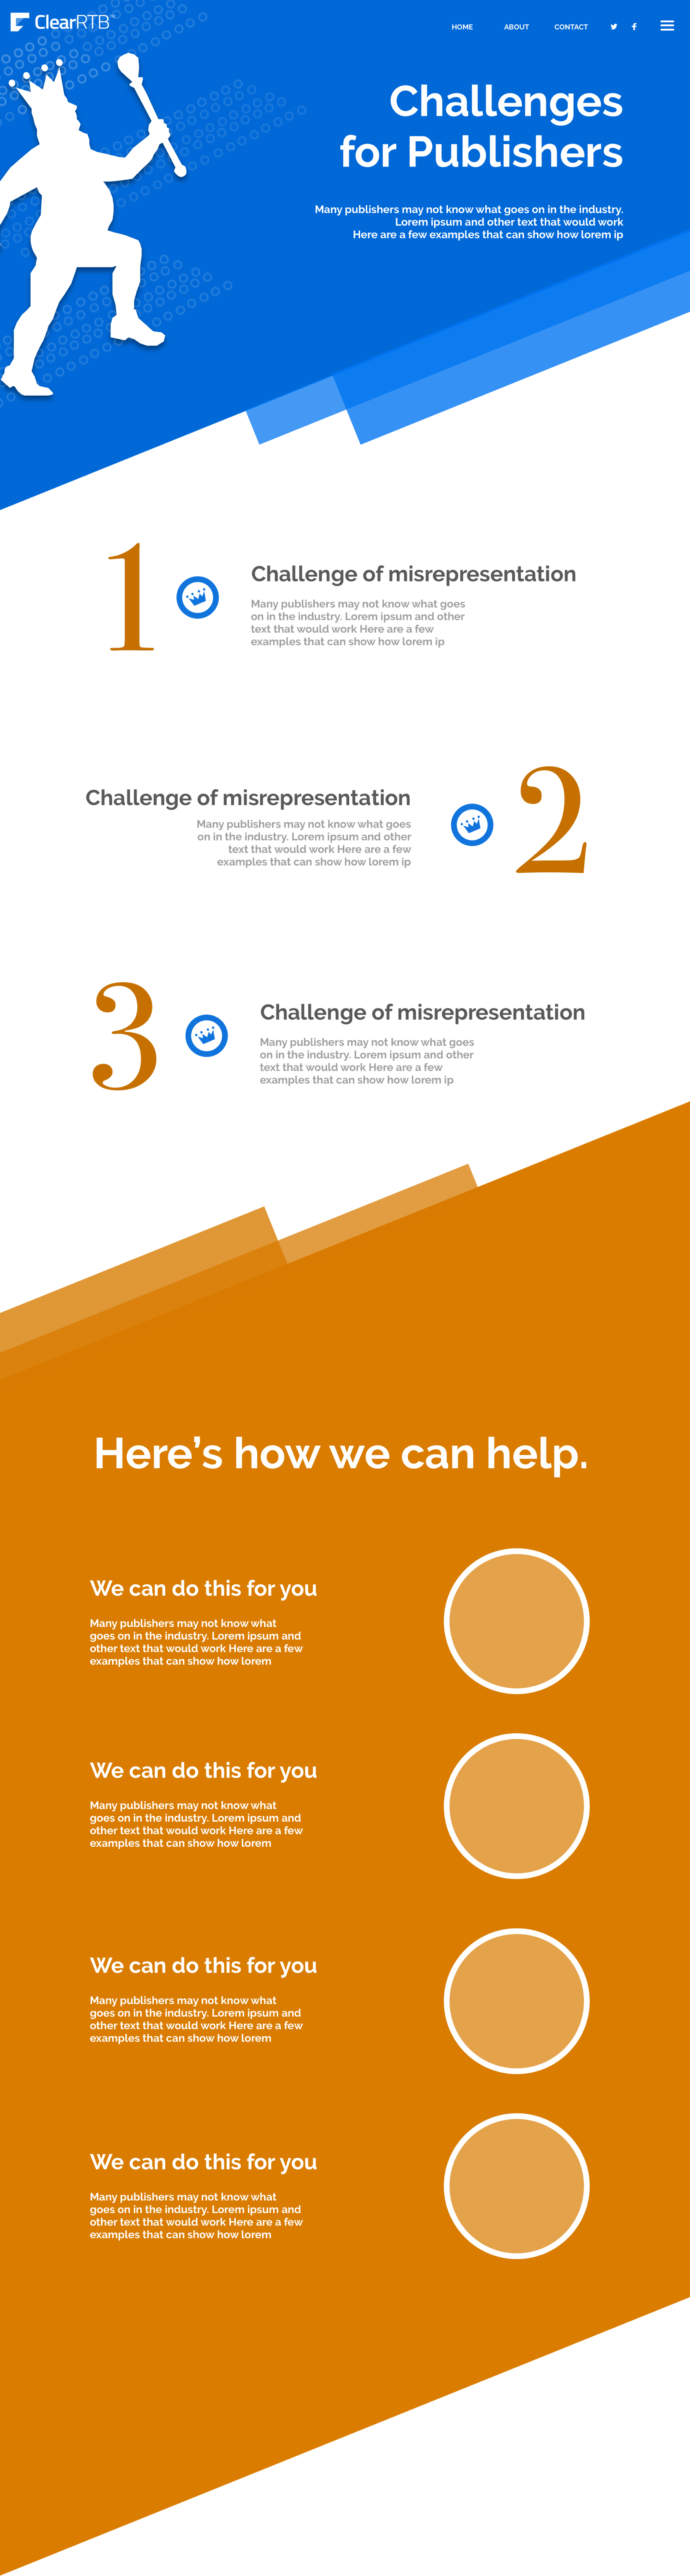 ClearRTB
HOME ABOUT CONTACT
Challenges
for Publishers
Many publishers may not know what goes on in the industry.
Lorem ipsum and other text that would work
Here are a few examples that can show how lorem ip
1
Challenge of misrepresentation
Many publishers may not know what goes
on in the industry. Lorem ipsum and other
text that would work Here are a few
examples that can show how lorem ip
Challenge of misrepresentation
Many publishers may not know what goes
on in the industry. Lorem ipsum and other
text that would work Here are a few
examples that can show how lorem ip
2
3
Challenge of misrepresentation
Many publishers may not know what goes
on in the industry. Lorem ipsum and other
text that would work Here are a few
examples that can show how lorem ip
Here’s how we can help.
We can do this for you
Many publishers may not know what
goes on in the industry. Lorem ipsum and
other text that would work Here are a few
examples that can show how lorem
We can do this for you
Many publishers may not know what
goes on in the industry. Lorem ipsum and
other text that would work Here are a few
examples that can show how lorem
We can do this for you
Many publishers may not know what
goes on in the industry. Lorem ipsum and
other text that would work Here are a few
examples that can show how lorem
We can do this for you
Many publishers may not know what
goes on in the industry. Lorem ipsum and
other text that would work Here are a few
examples that can show how lorem